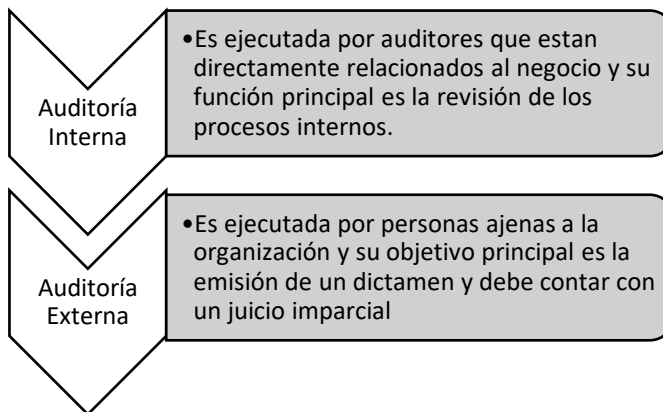 Auditoría
Interna
•Es ejecutada por auditores que estan
directamente relacionados al negocio y su
función principal es la revisión de los
procesos internos.
Auditoría
Externa
•Es ejecutada por personas ajenas a la
organización y su objetivo principal es la
emisión de un dictamen y debe contar con
un juicio imparcial